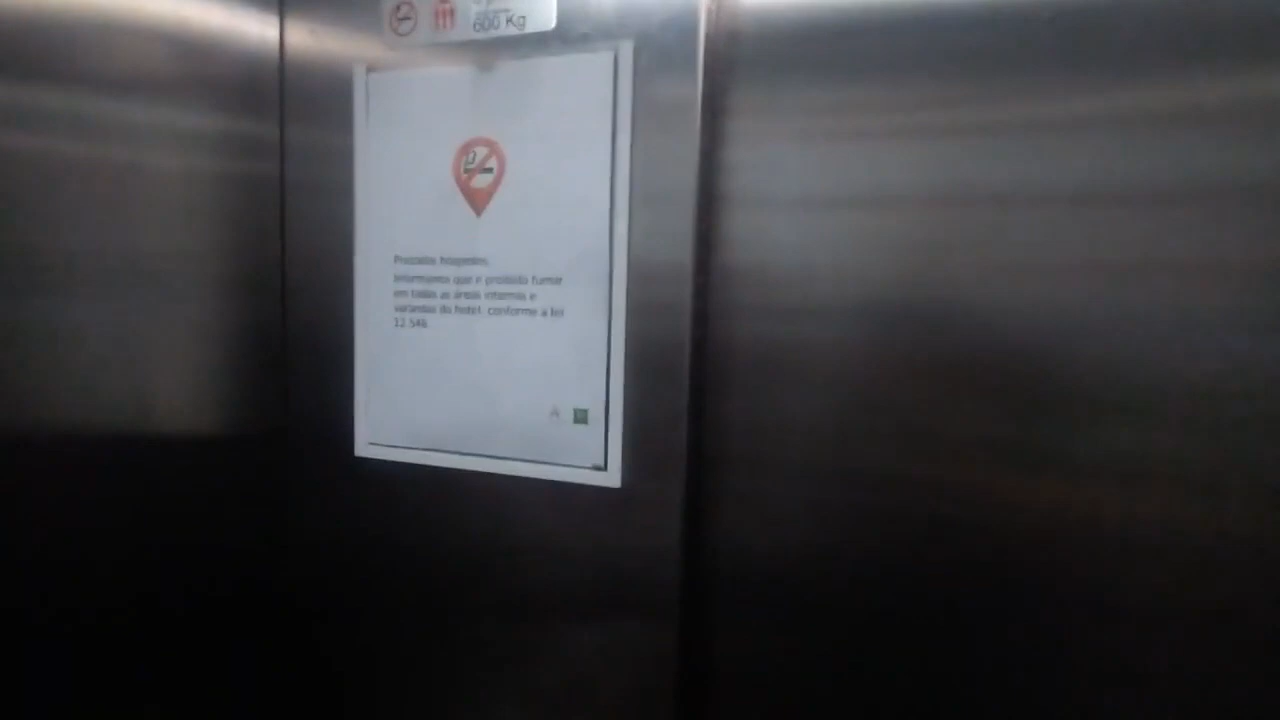 600 Kg
Prezados hóspedes,
Informamos que é proibido fumar
em todas as áreas internas e
varandas do hotel, conforme a lei
12.546.